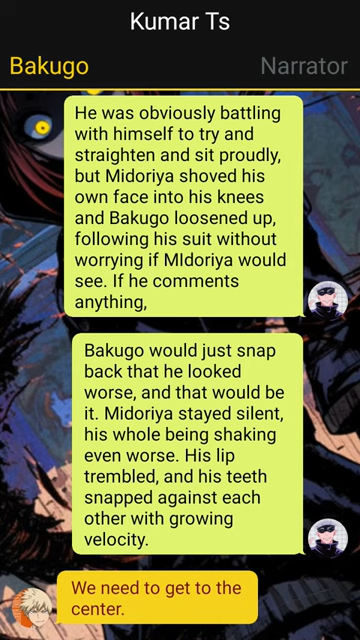 Kumar Ts
Bakugo
Narrator
He was obviously battling
with himself to try and
straighten and sit proudly,
but Midoriya shoved his
own face into his knees
and Bakugo loosened up,
following his suit without
worrying if MIdoriya would
see. If he comments
anything,
Bakugo would just snap
back that he looked
worse, and that would be
it. Midoriya stayed silent,
his whole being shaking
even worse. His lip
trembled, and his teeth
snapped against each
other with growing
velocity.
We need to get to the
center.